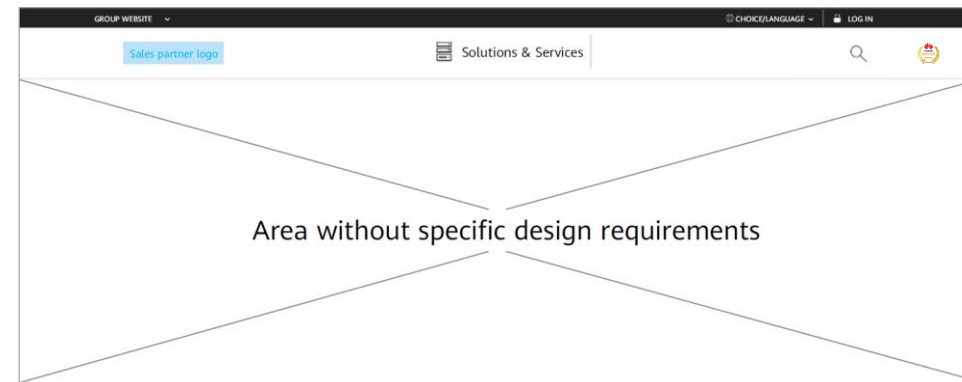 GROUP WEBSITE
CHOICE/LANGUAGE
LOG IN
Sales partner logo
Solutions & Services
Area without specific design requirements